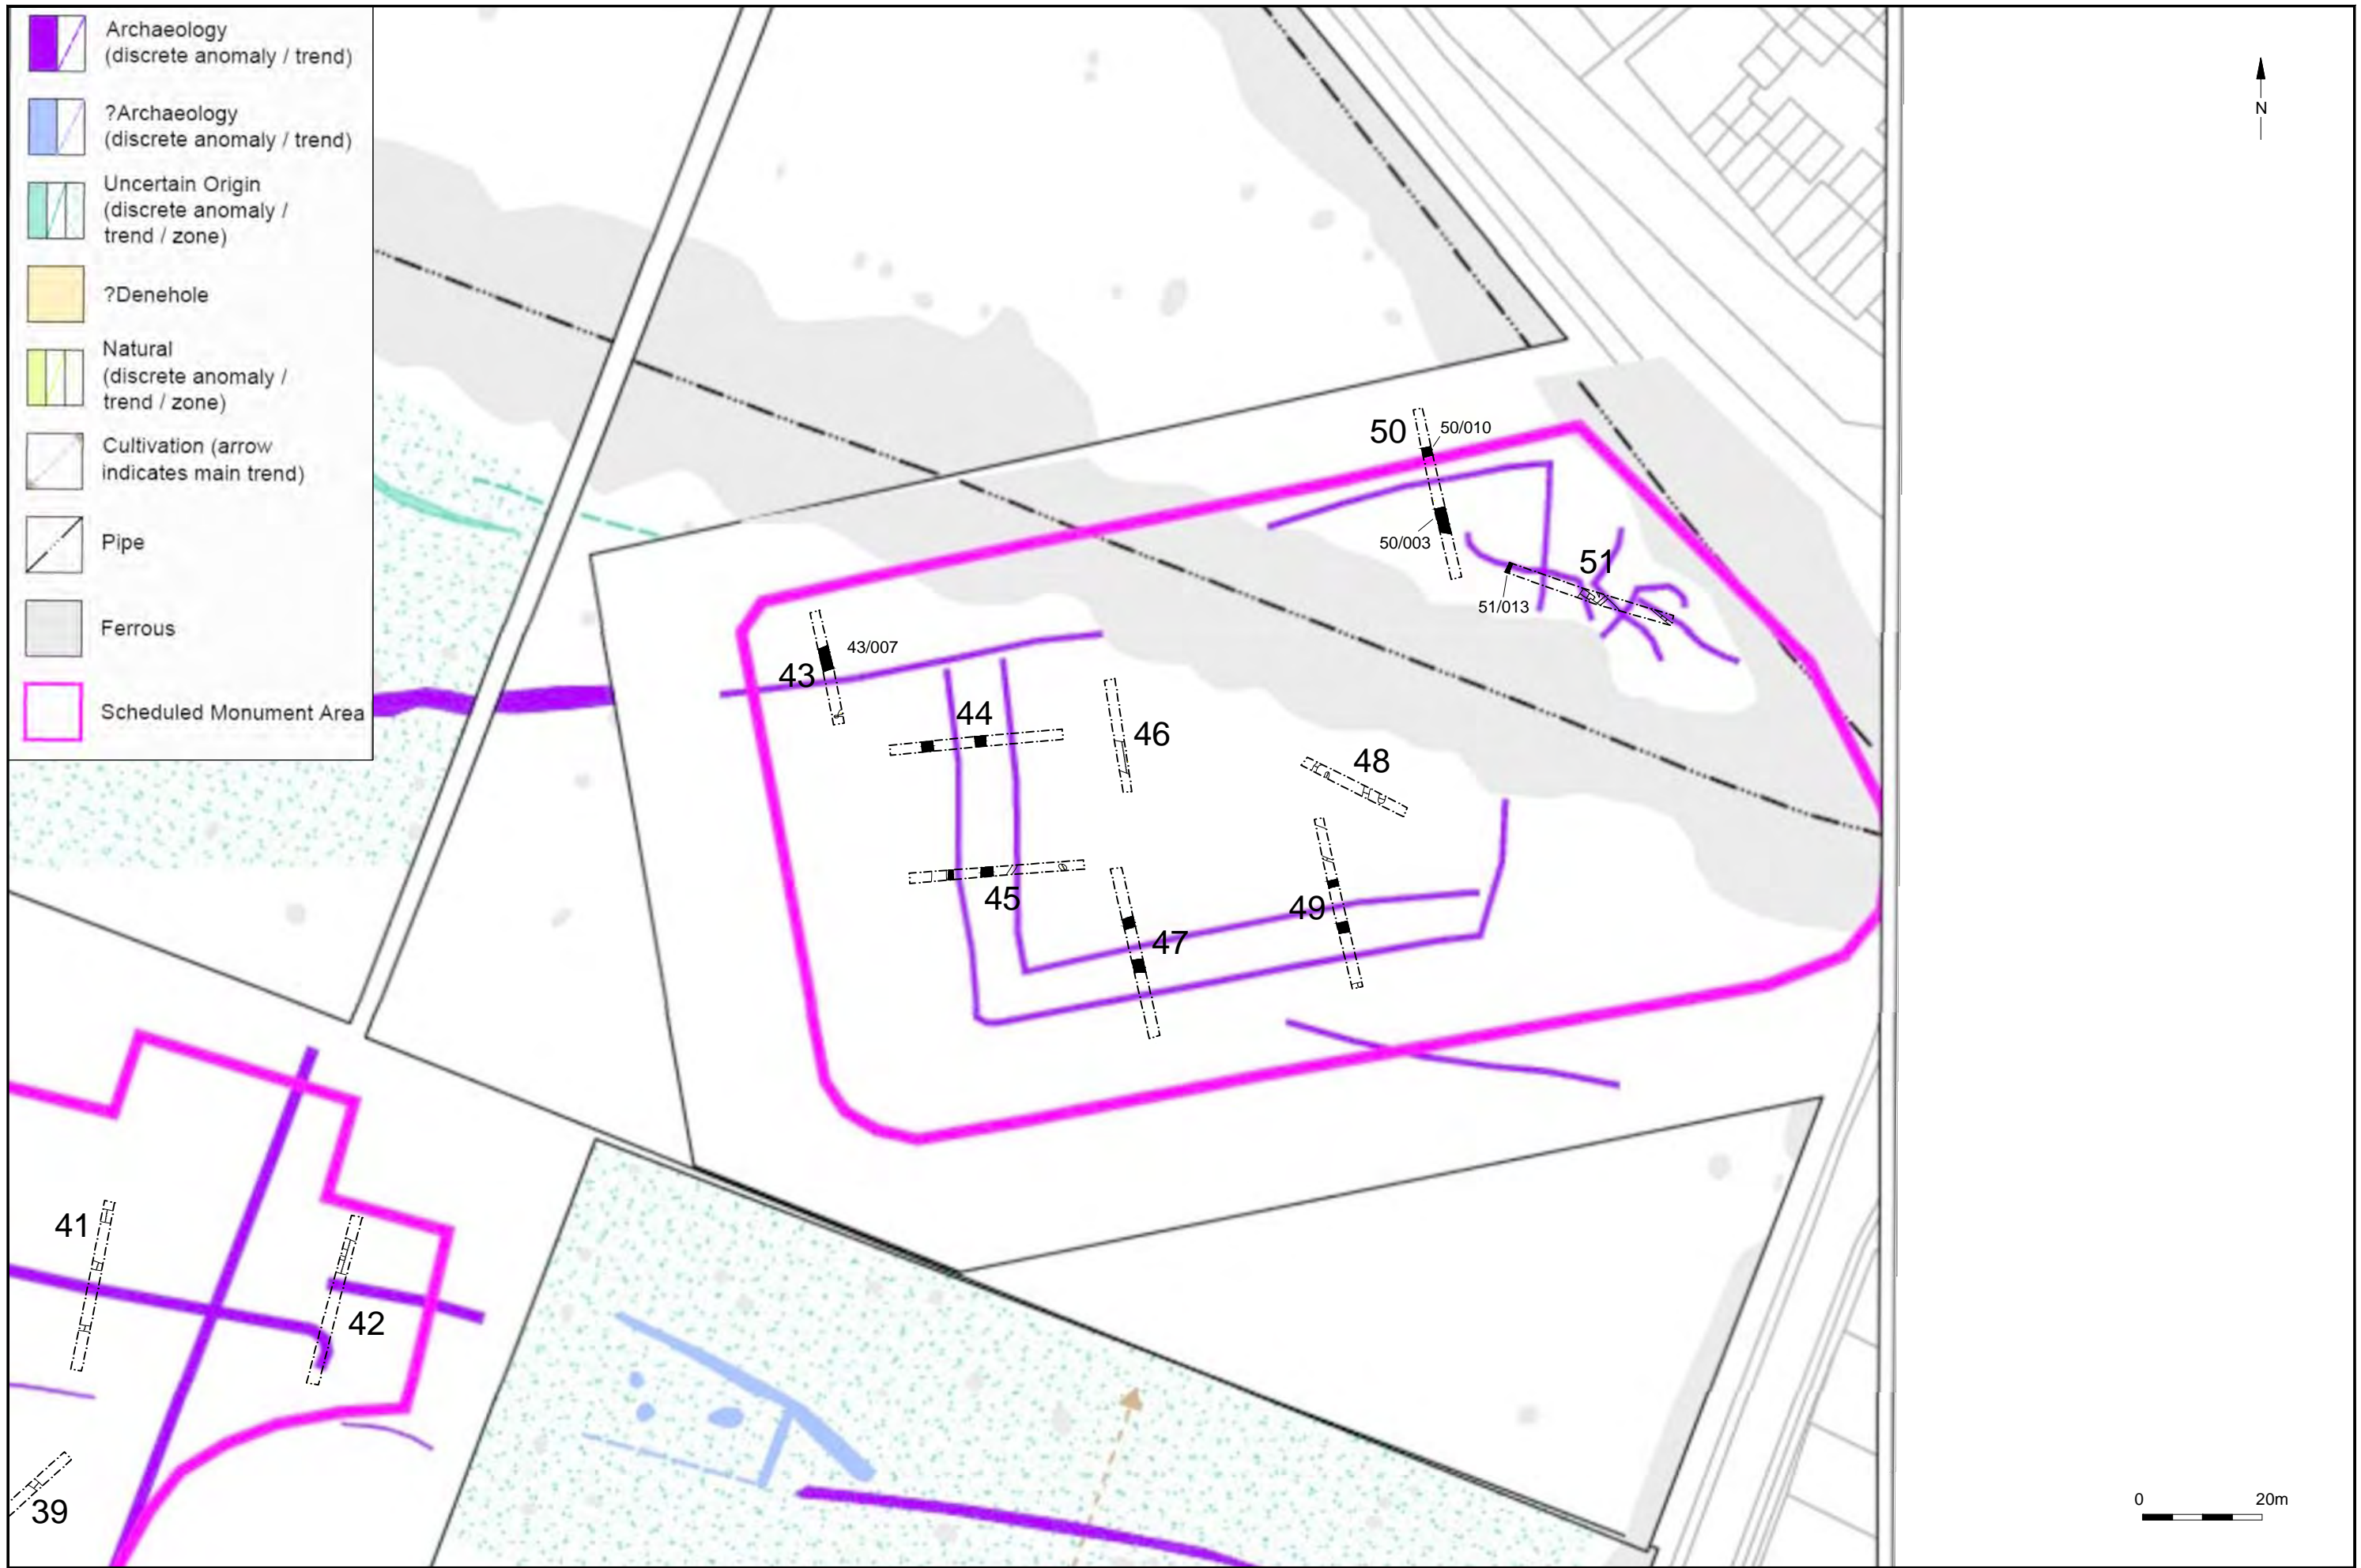 Archaeology
(discrete anomaly / trend)
?Archaeology
(discrete anomaly / trend)
Uncertain Origin
(discrete anomaly /
trend / zone)
?Denehole
Natural
(discrete anomaly /
trend / zone)
Cultivation (arrow
indicates main trend)
Pipe
Ferrous
Scheduled Monument Area
N
50
50/010
50/003
51
51/013
43
43/007
44
46
48
45
49
47
41
42
39
0 20m